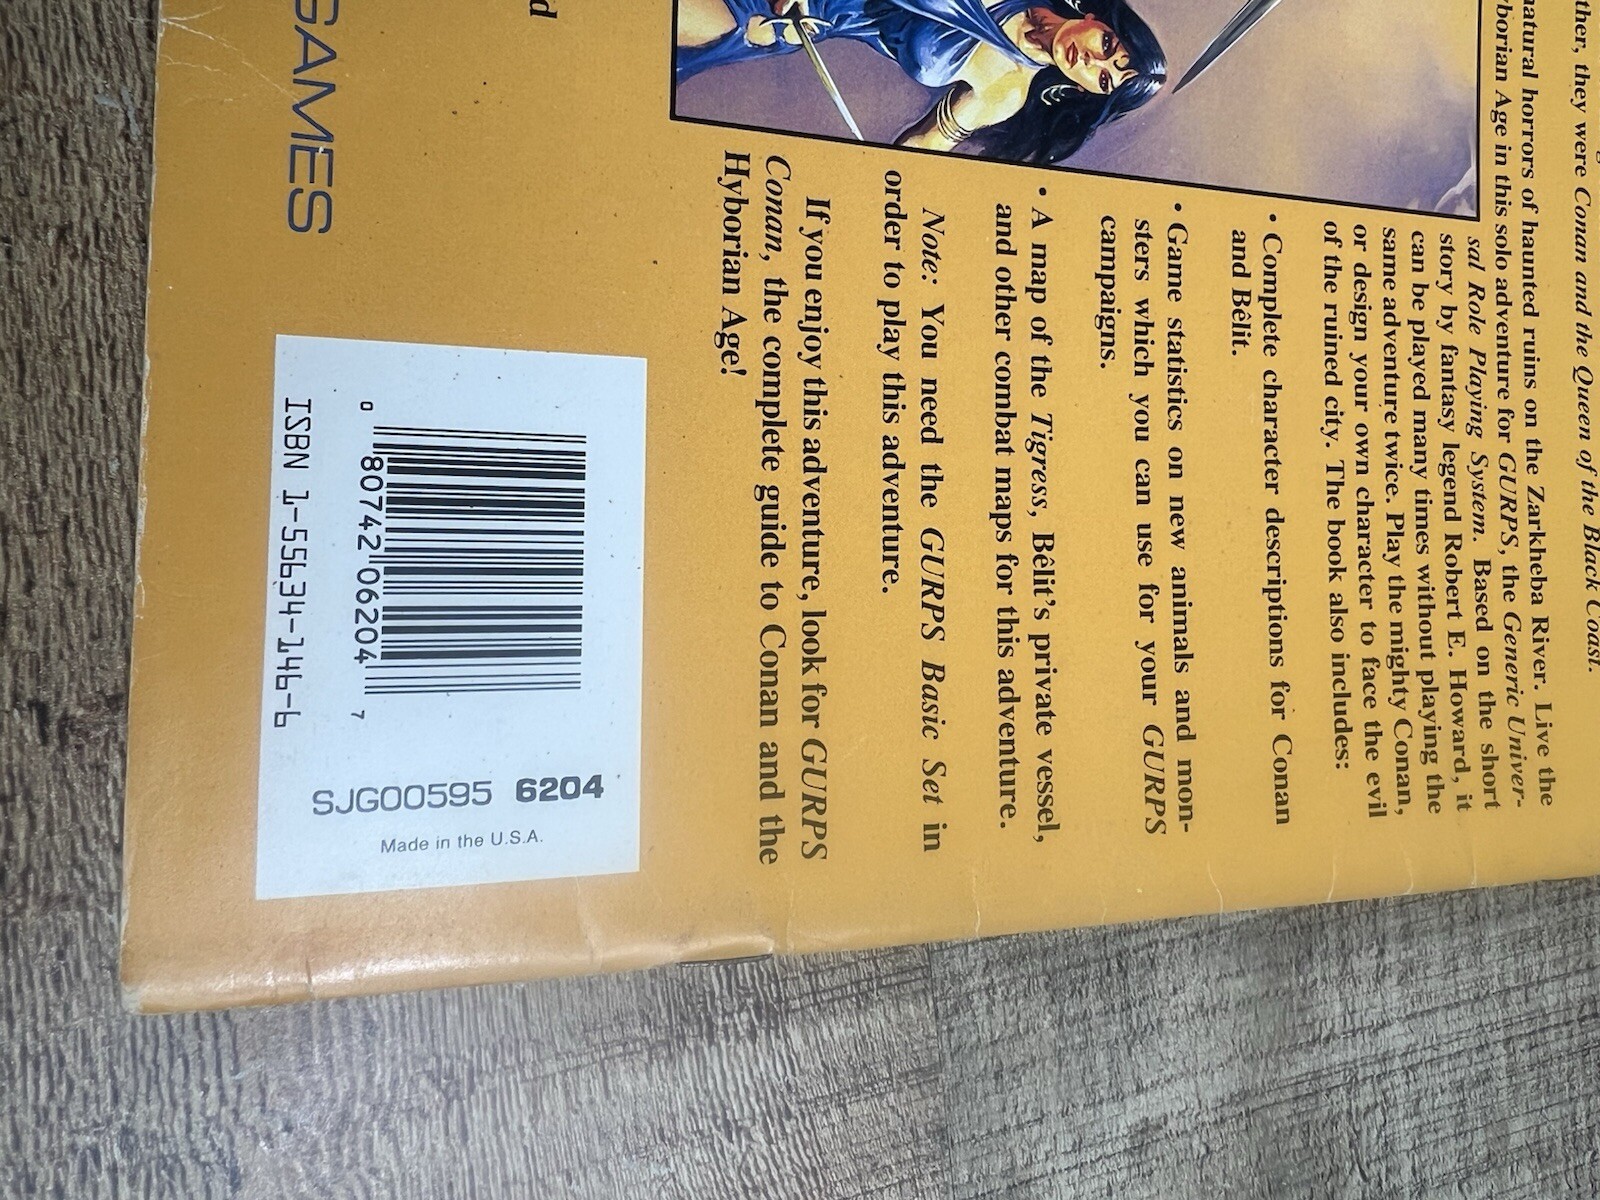 ther, they were Conan and the Queen of the Black Coast.
natural horrors of haunted ruins on the Zarkheba River. Live the
borian Age in this solo adventure for GURPS, the Generic Univer-
sal Role Playing System. Based on the short
story by fantasy legend Robert E. Howard, it
can be played many times without playing the
same adventure twice. Play the mighty Conan,
or design your own character to face the evil
of the ruined city. The book also includes:
• Complete character descriptions for Conan
and Bêlit.
• Game statistics on new animals and mon-
sters which you can use for your GURPS
campaigns.
• A map of the Tigress, Bêlit's private vessel,
and other combat maps for this adventure.
Note: You need the GURPS Basic Set in
order to play this adventure.
If you enjoy this adventure, look for GURPS
Conan, the complete guide to Conan and the
Hyborian Age!
d
GAMES
0 80742 06204 7
ISBN 1-55634-146-6
SJG00595 6204
Made in the U.S.A.